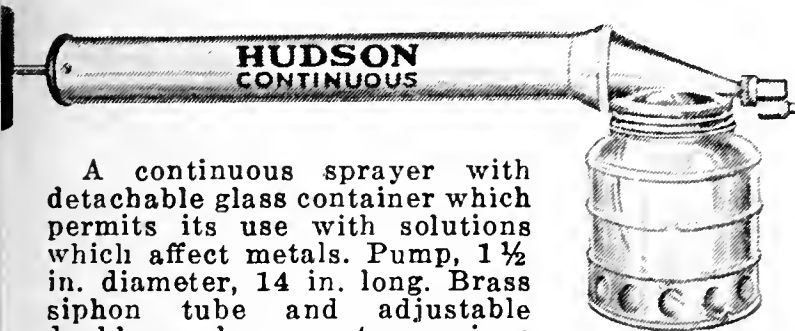 HUDSON
CONTINUOUS
A continuous sprayer with
detachable glass container which
permits its use with solutions
which affect metals. Pump, 1½
in. diameter, 14 in. long. Brass
siphon tube and adjustable